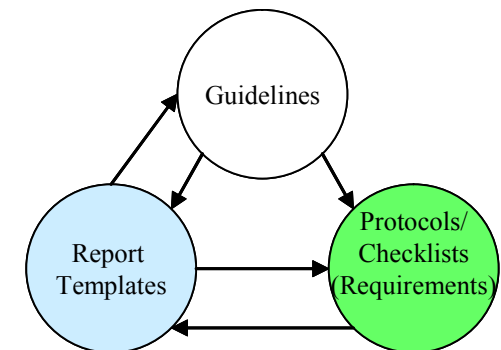 Guidelines
Report
Templates
Protocols/
Checklists
(Requirements)